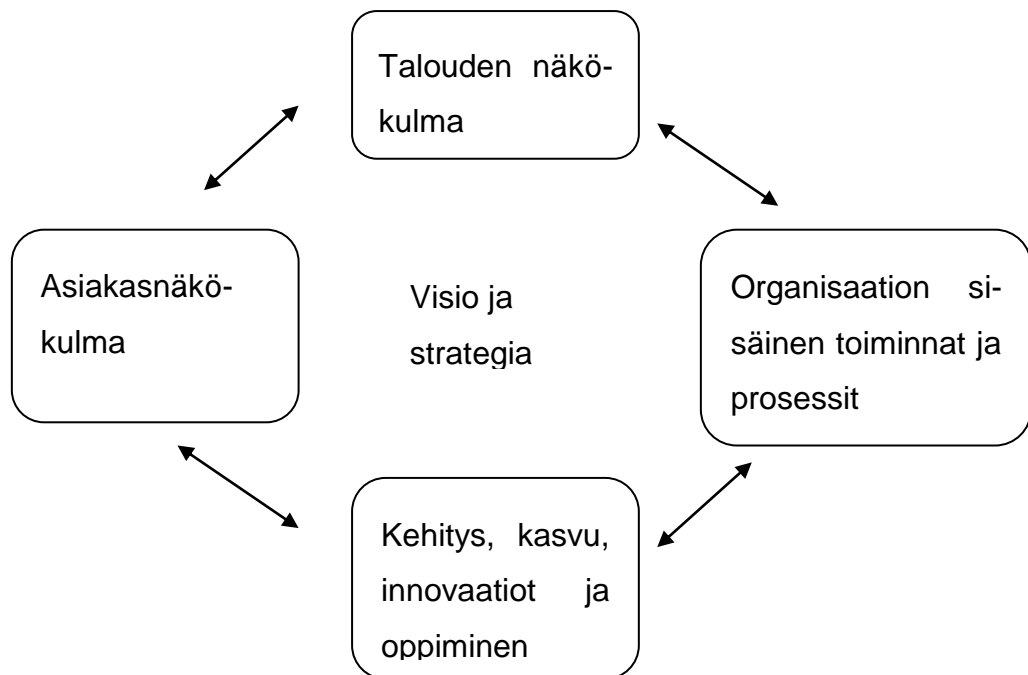 Talouden näkö-
kulma
Asiakasnäkö-
kulma
Visio ja
strategia
Organisaation si-
säinen toiminnat ja
prosessit
Kehitys, kasvu,
innovaatiot ja
oppiminen